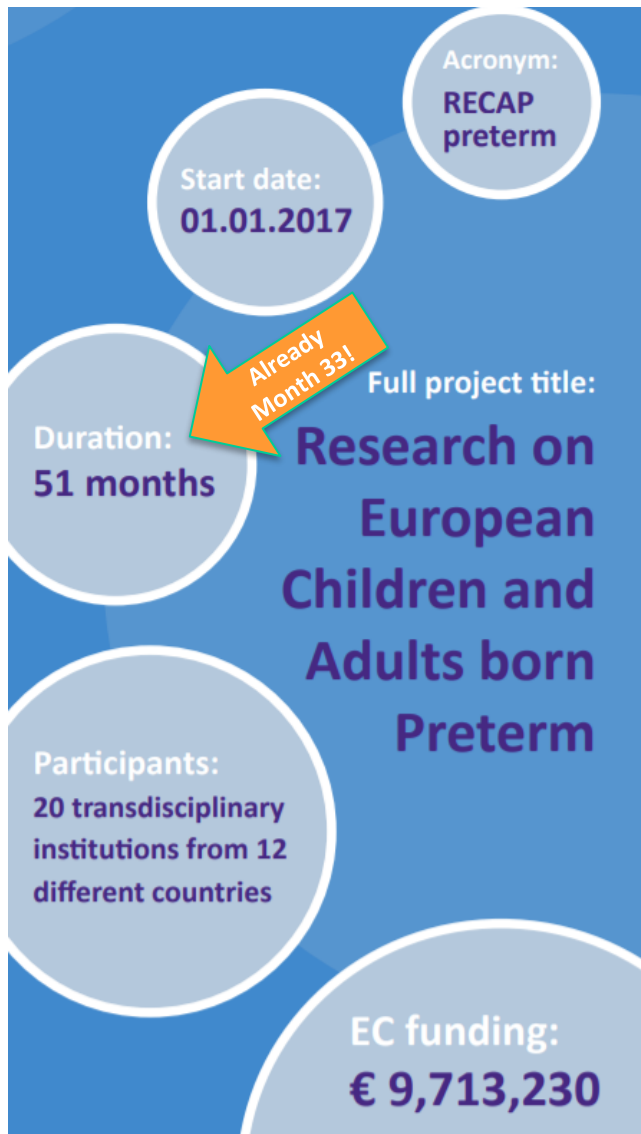 Acronym:
RECAP
preterm
Start date:
01.01.2017
Already
Month 33!
Full project title:
Research on
European
Children and
Adults born
Preterm
Duration:
51 months
Participants:
20 transdisciplinary
institutions from 12
different countries
EC funding:
€ 9,713,230